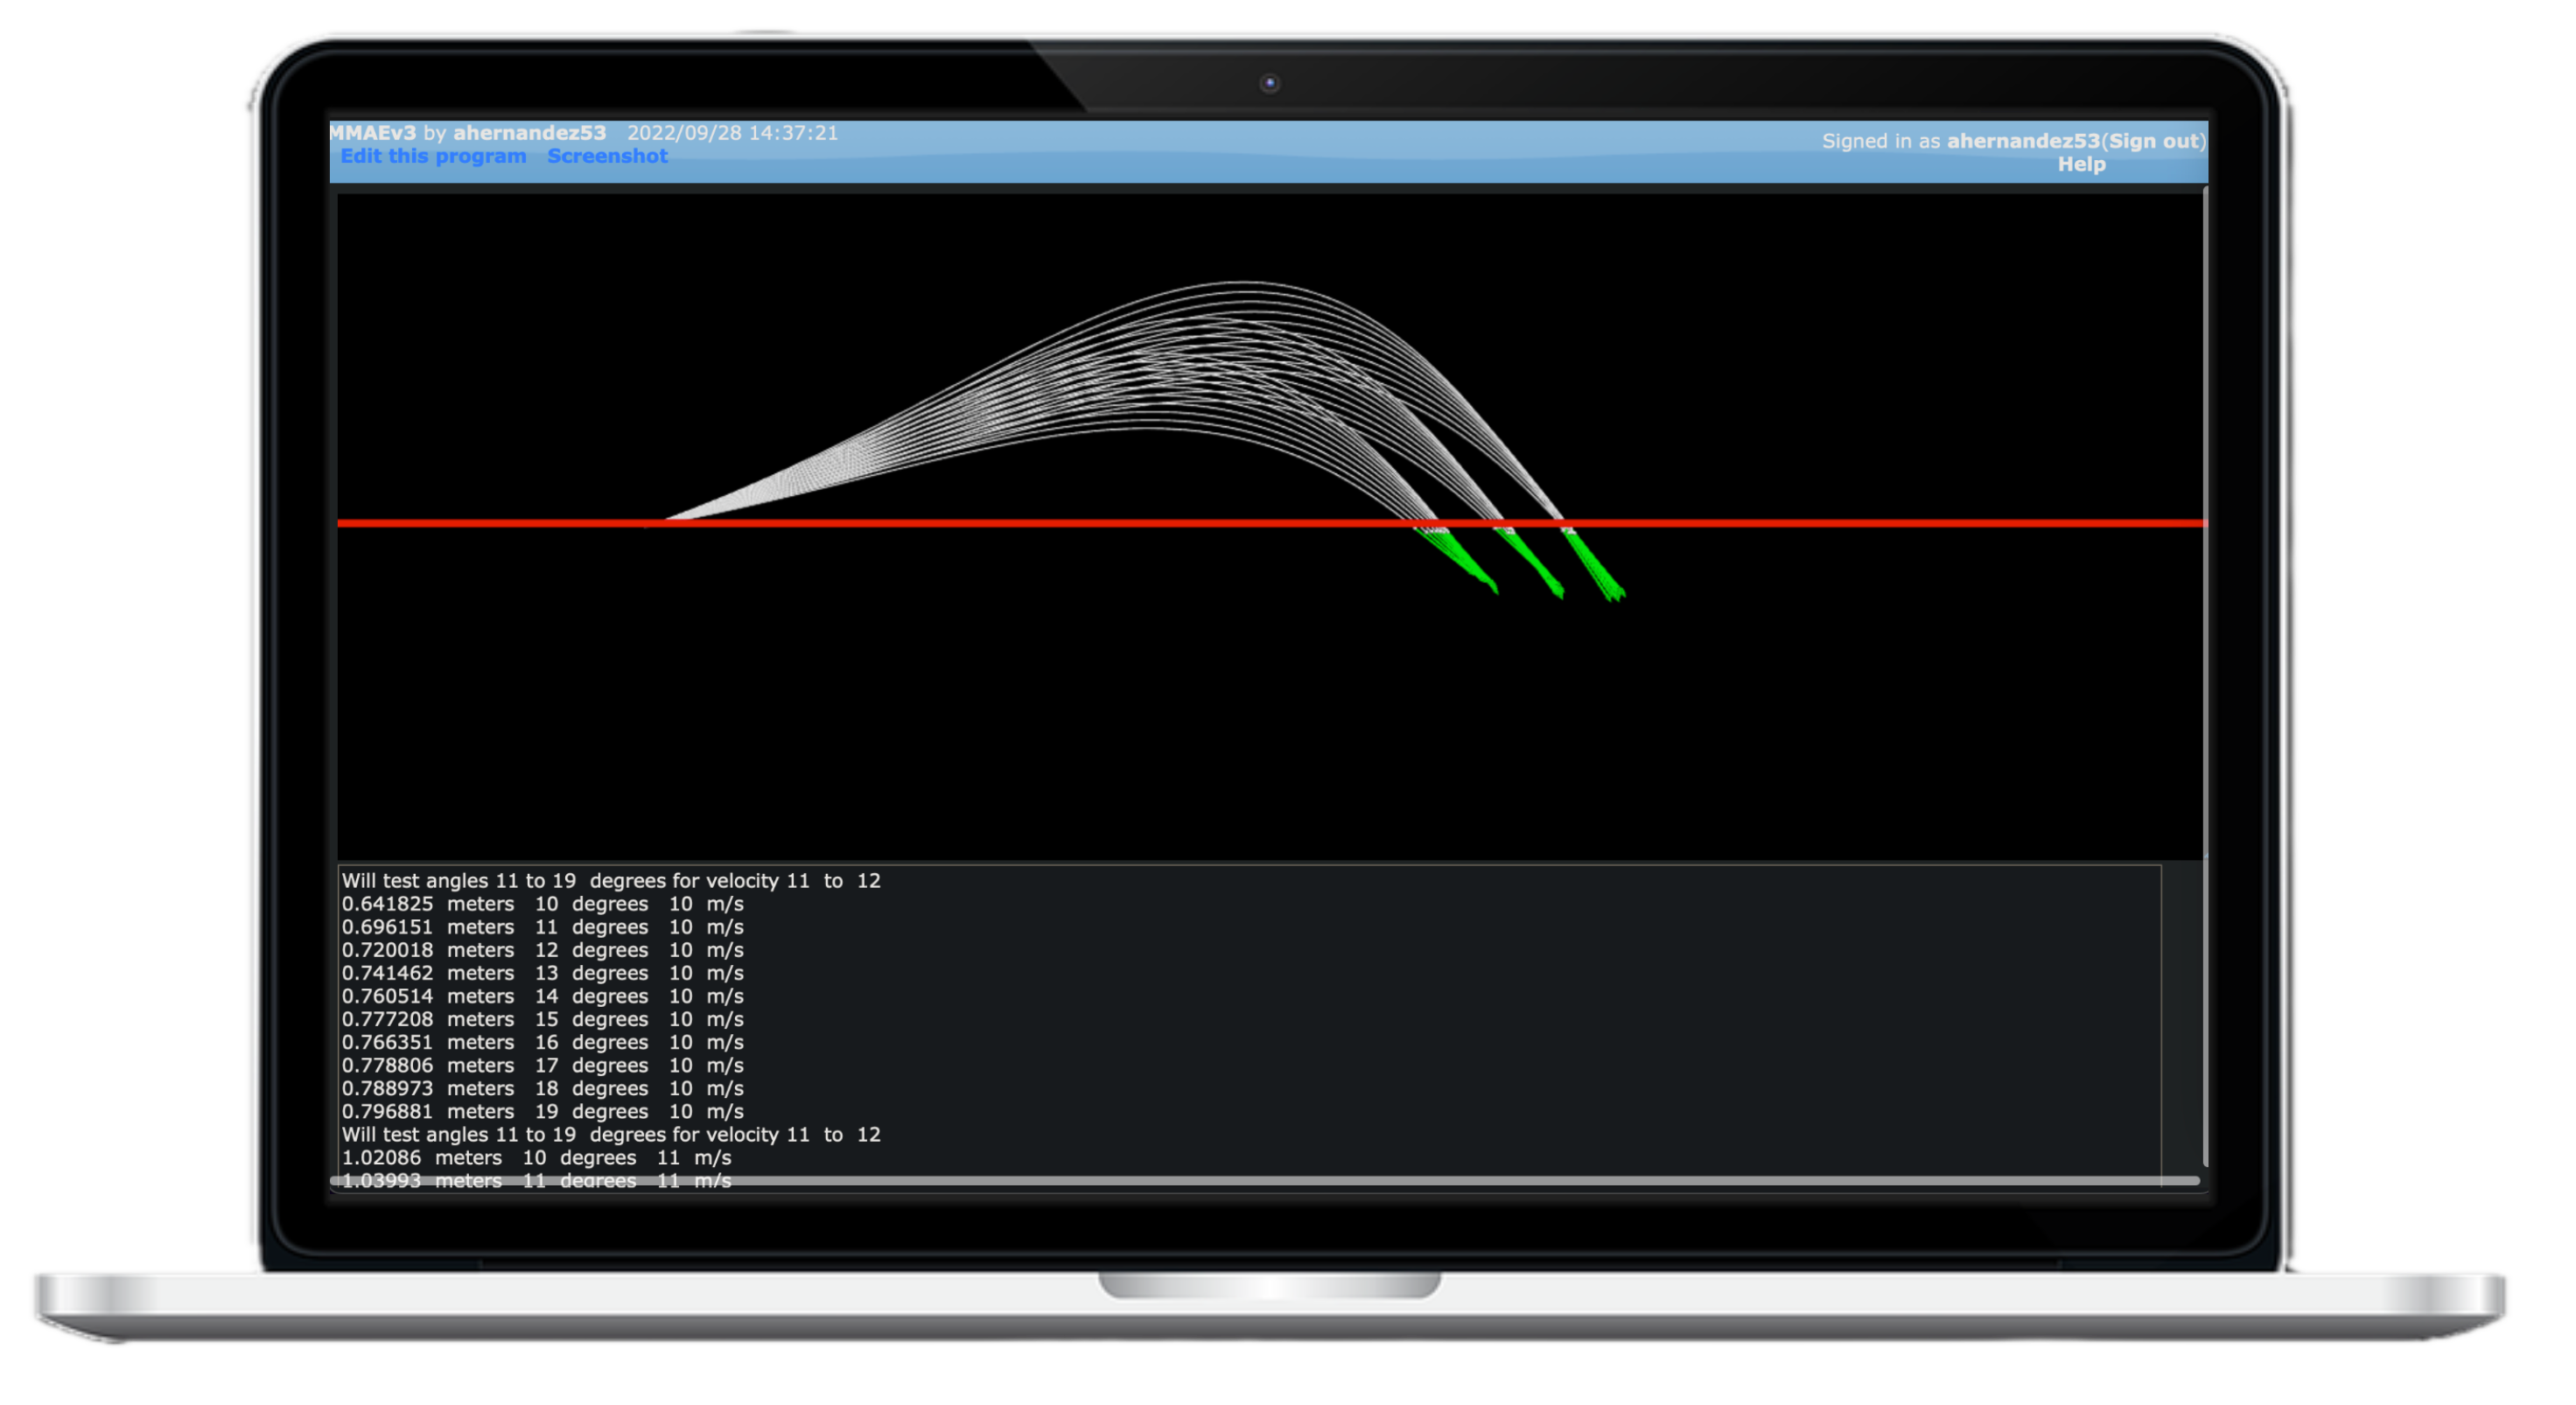 MMAEv3 by ahernandez53 2022/09/28 14:37:21
Signed in as ahernandez53(Sign out)
Edit this program Screenshot
Help
Will test angles 11 to 19 degrees for velocity 11 to 12
0.641825 meters 10 degrees 10 m/s
0.696151 meters 11 degrees 10 m/s
0.720018 meters 12 degrees 10 m/s
0.741462 meters 13 degrees 10 m/s
0.760514 meters 14 degrees 10 m/s
0.777208 meters 15 degrees 10 m/s
0.766351 meters 16 degrees 10 m/s
0.778806 meters 17 degrees 10 m/s
0.788973 meters 18 degrees 10 m/s
0.796881 meters 19 degrees 10 m/s
Will test angles 11 to 19 degrees for velocity 11 to 12
1.02086 meters 10 degrees 11 m/s
1.03993 meters 11 degrees 11 m/s